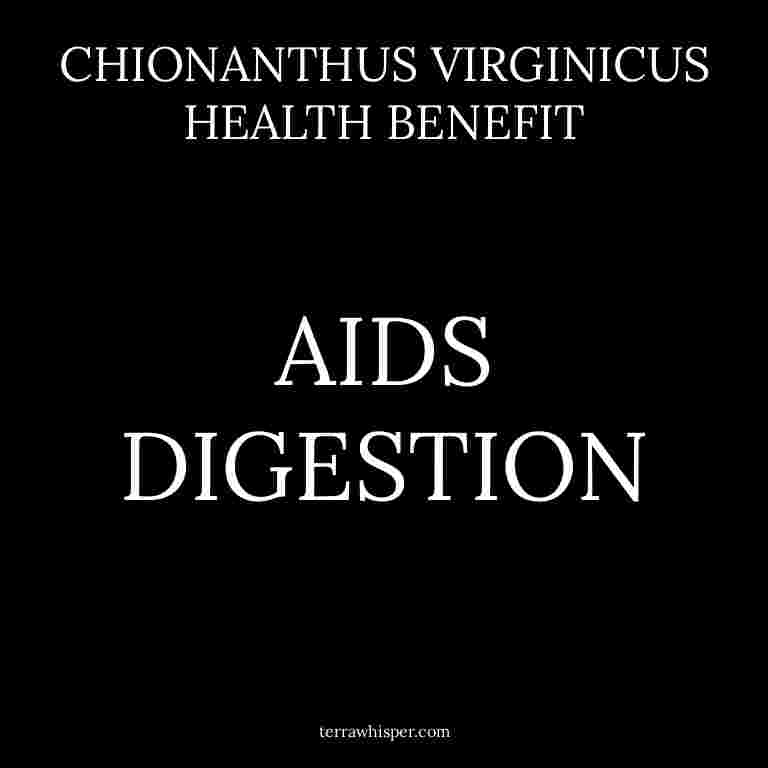 CHIONANTHUS VIRGINICUS
HEALTH BENEFIT
AIDS
DIGESTION
terrawhisper.com